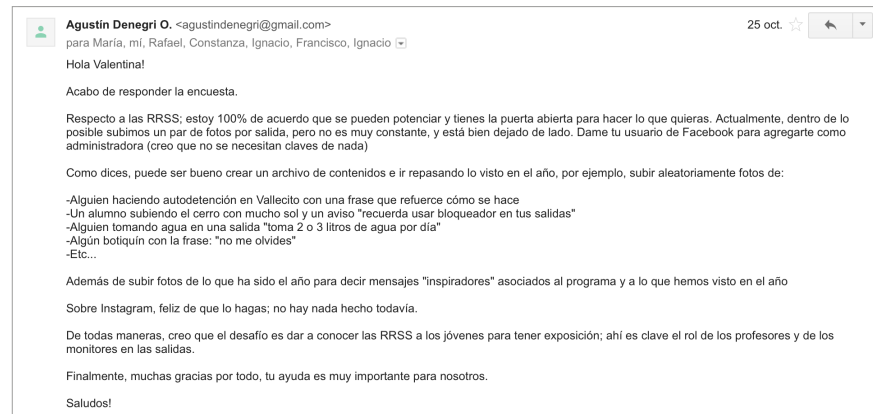 Agustín Denegri O. <agustindenegri@gmail.com>
25 oct.
para María, mí, Rafael, Constanza, Ignacio, Francisco, Ignacio
Hola Valentina!
Acabo de responder la encuesta.
Respecto a las RRSS; estoy 100% de acuerdo que se pueden potenciar y tienes la puerta abierta para hacer lo que quieras. Actualmente, dentro de lo
posible subimos un par de fotos por salida, pero no es muy constante, y está bien dejado de lado. Dame tu usuario de Facebook para agregarte como
administradora (creo que no se necesitan claves de nada)
Como dices, puede ser bueno crear un archivo de contenidos e ir repasando lo visto en el año, por ejemplo, subir aleatoriamente fotos de:
-Alguien haciendo autodetención en Vallecito con una frase que refuerce cómo se hace
-Un alumno subiendo el cerro con mucho sol y un aviso "recuerda usar bloqueador en tus salidas"
-Alguien tomando agua en una salida "toma 2 o 3 litros de agua por día"
-Algún botiquín con la frase: "no me olvides"
-Etc...
Además de subir fotos de lo que ha sido el año para decir mensajes "inspiradores" asociados al programa y a lo que hemos visto en el año
Sobre Instagram, feliz de que lo hagas; no hay nada hecho todavía.
De todas maneras, creo que el desafío es dar a conocer las RRSS a los jóvenes para tener exposición; ahí es clave el rol de los profesores y de los
monitores en las salidas.
Finalmente, muchas gracias por todo, tu ayuda es muy importante para nosotros.
Saludos!